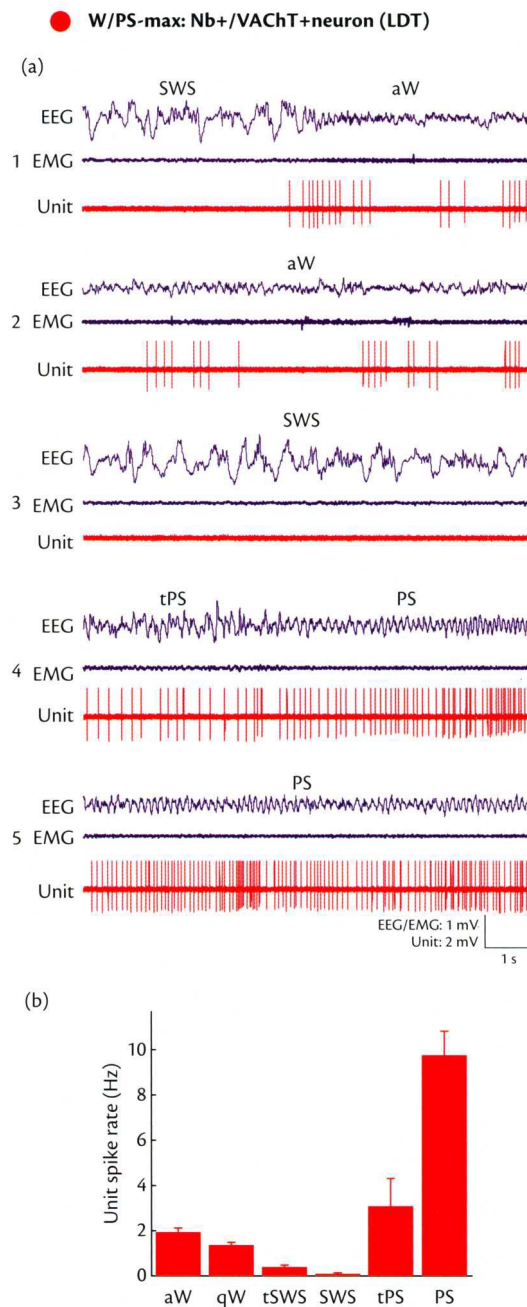 W/PS-max: Nb+/VAChT+neuron (LDT)
(a)
SWS aW
EEG
1 EMG
Unit
aW
EEG
2 EMG
Unit
SWS
EEG
3 EMG
Unit
tPS PS
EEG
4 EMG
Unit
PS
EEG
5 EMG
Unit
EEG/EMG: 1 mV
Unit: 2 mV
1 s
(b)
Unit spike rate (Hz)
10
8
6
4
2
0
aW qW tSWS SWS tPS PS